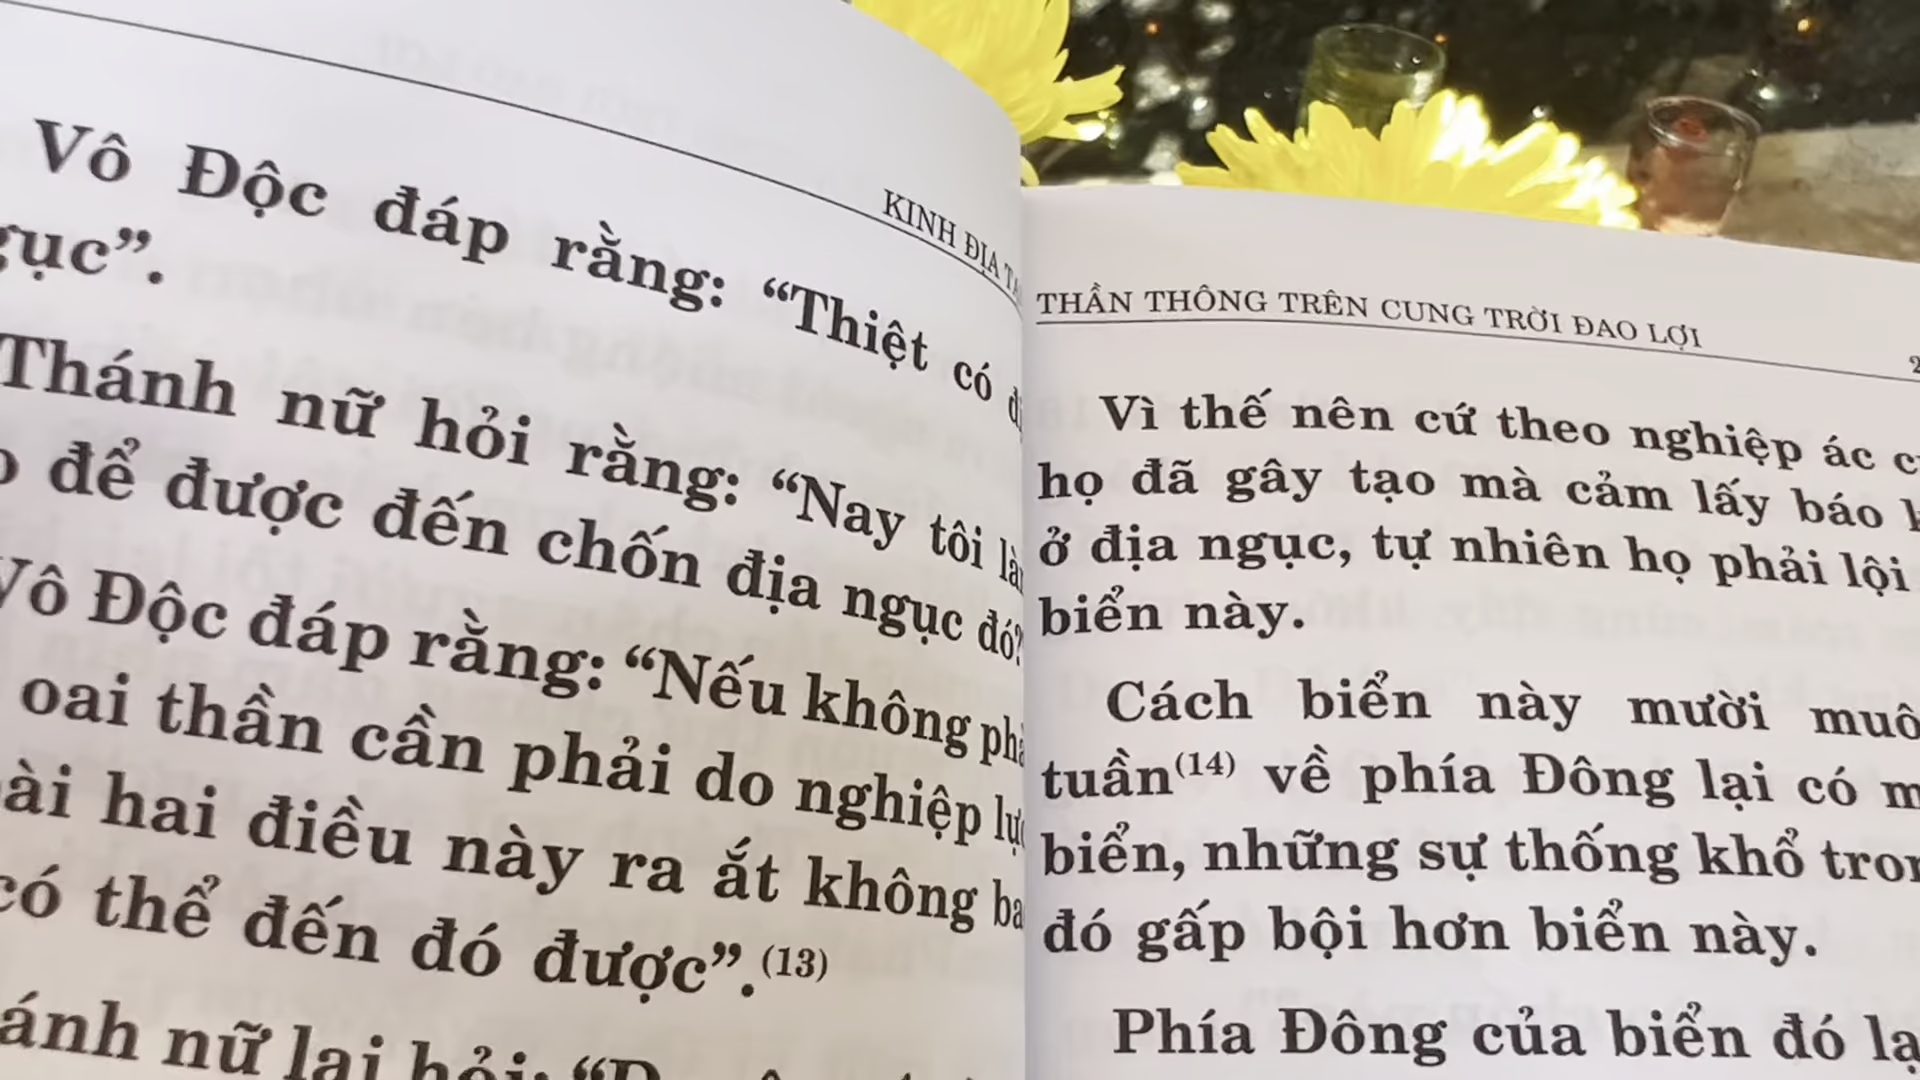 KINH ĐỊA
Vô Độc đáp rằng: “Thiệt có
ngục”.
Thánh nữ hỏi rằng: “Nay tôi
để được đến chốn địa ngục đó?
Vô Độc đáp rằng: “Nếu không
oai thần cần phải do nghiệp
hai điều này ra ắt không
có thể đến đó được”.(13)
nữ lại hỏi:
THẦN THÔNG TRÊN CUNG TRỜI ĐAO LỢI
Vì thế nên cứ theo nghiệp ác
họ đã gây tạo mà cảm lấy báo
ở địa ngục, tự nhiên họ phải lội
biển này.
Cách biển này mười
tuần(14) về phía Đông lại có
biển, những sự thống khổ
đó gấp bội hơn biển này.
Phía Đông của biển đó